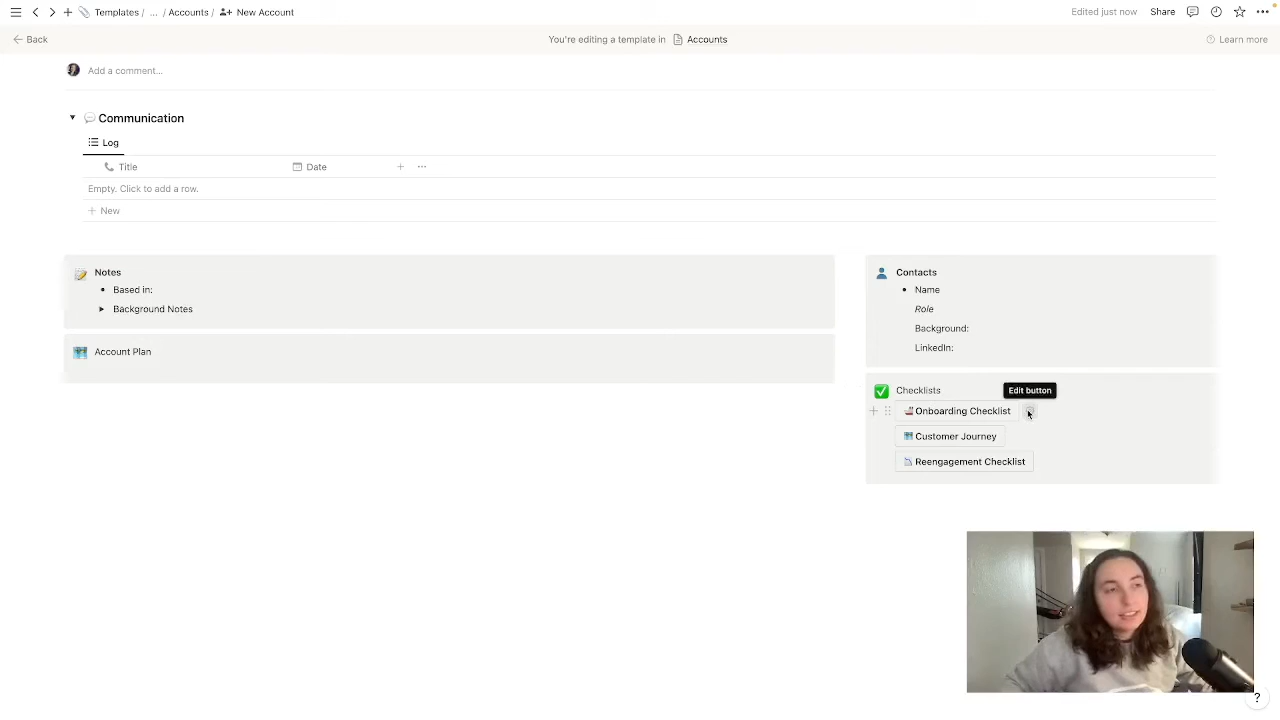 Templates / ... / Accounts / New Account
Edited just now Share
Back
You're editing a template in Accounts
Learn more
Add a comment...
Communication
Log
Title Date
Empty. Click to add a row.
New
Notes
Based in:
Background Notes
Account Plan
Contacts
Name
Role
Background:
LinkedIn:
Checklists
Edit button
Onboarding Checklist
Customer Journey
Reengagement Checklist
?